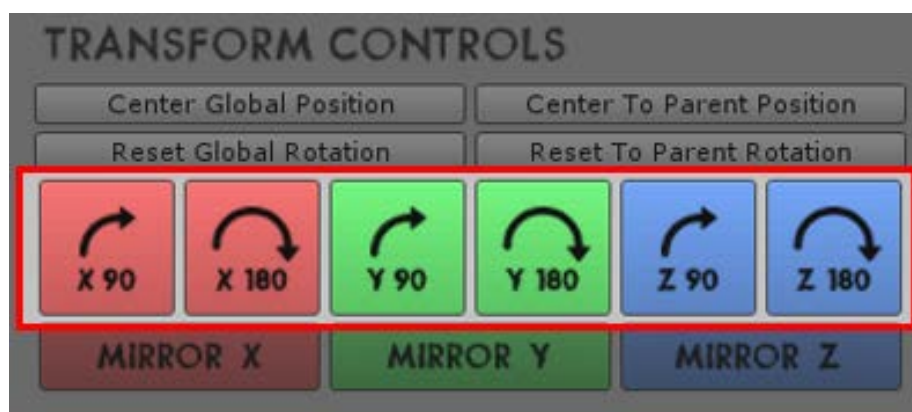 TRANSFORM CONTROLS
Center Global Position Center To Parent Position
Reset Global Rotation Reset To Parent Rotation
X 90 X 180 Y 90 Y 180 Z 90 Z 180
MIRROR X MIRROR Y MIRROR Z